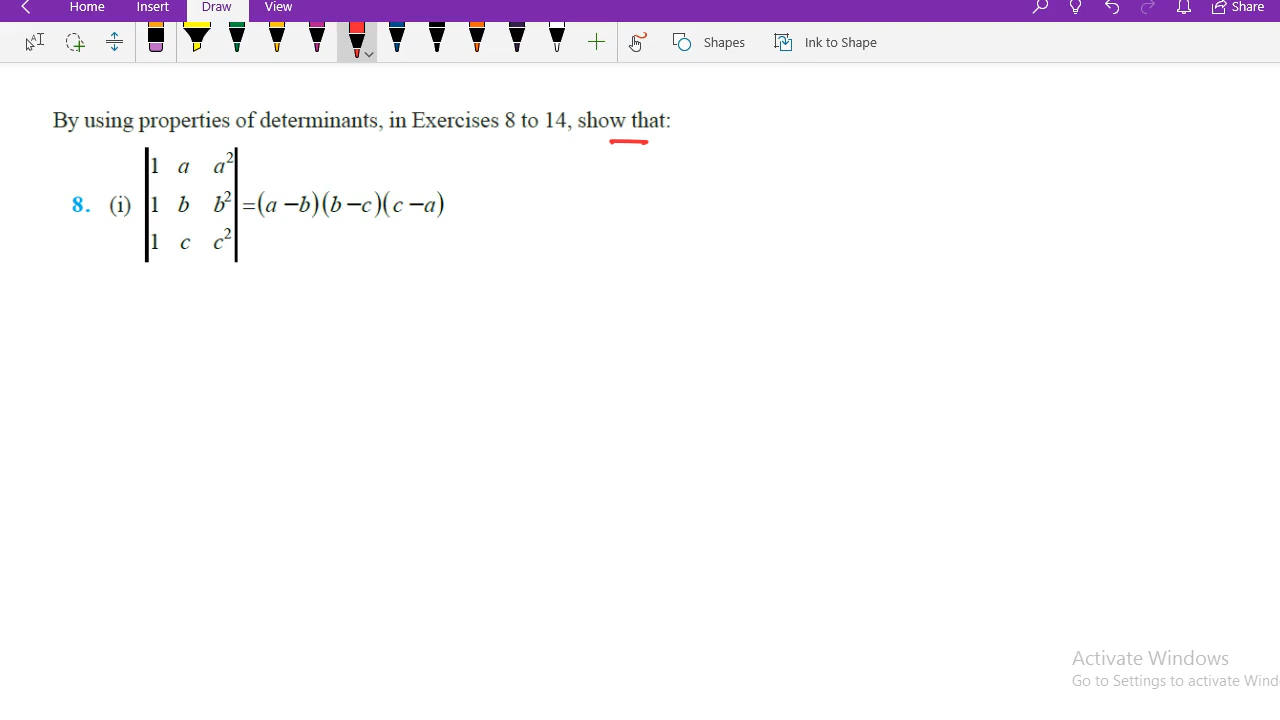 Home Insert Draw View Share
Shapes Ink to Shape
By using properties of determinants, in Exercises 8 to 14, show that:
1 a a²
8. (i) 1 b b² =(a −b)(b−c)(c −a)
1 c c²
Activate Windows
Go to Settings to activate Wind